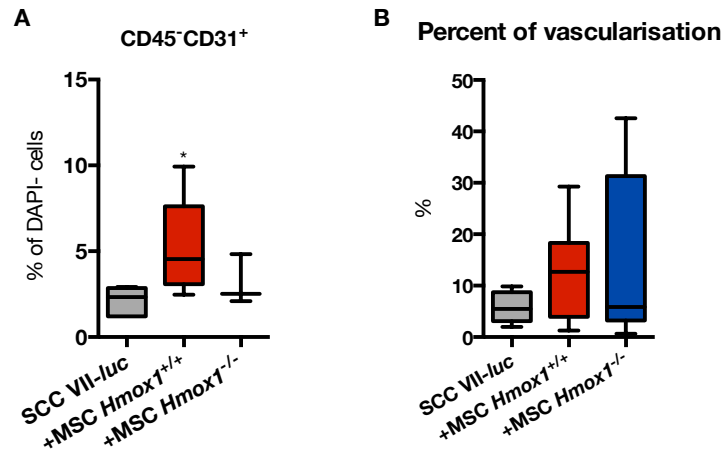 A
CD45⁻CD31⁺
% of DAPI- cells
15
10
5
0
*
SCC VII-luc
+MSC Hmox1⁺/⁺
+MSC Hmox1⁻/⁻
B
Percent of vascularisation
%
50
40
30
20
10
0
SCC VII-luc
+MSC Hmox1⁺/⁺
+MSC Hmox1⁻/⁻